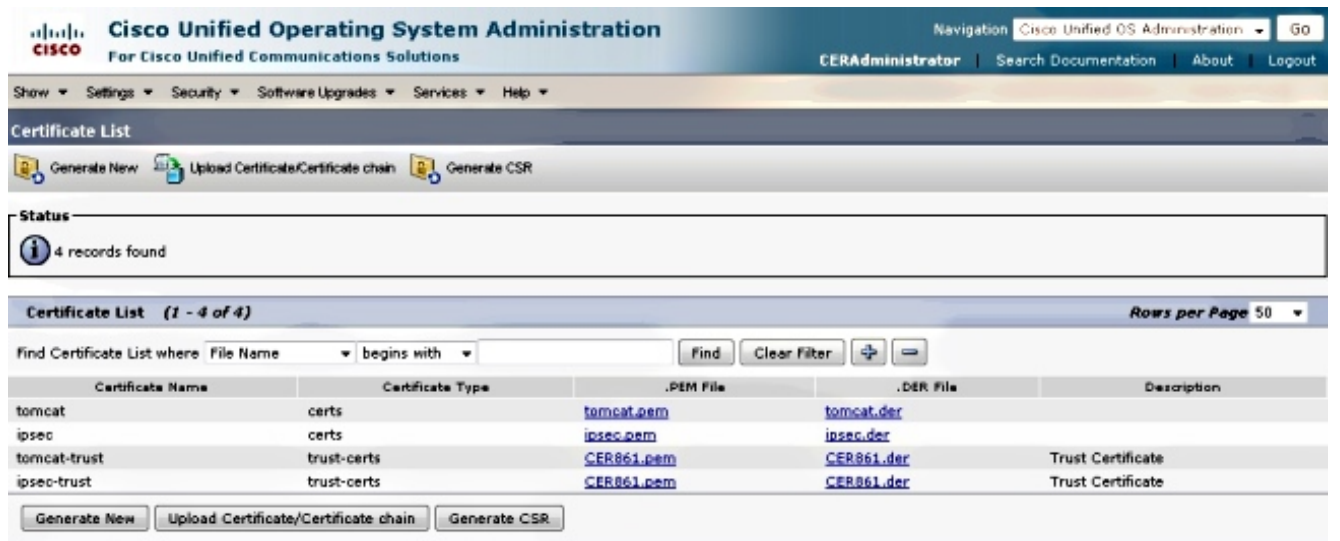 CISCO
Cisco Unified Operating System Administration
For Cisco Unified Communications Solutions
Navigation Cisco Unified OS Administration Go
CERAdministrator | Search Documentation | About | Logout
Show Settings Security Software Upgrades Services Help
Certificate List
Generate New Upload Certificate/Certificate chain Generate CSR
Status
4 records found
Certificate List (1 - 4 of 4) Rows per Page 50
Find Certificate List where File Name begins with Find Clear Filter
Certificate Name Certificate Type .PEM File .DER File Description
tomcat certs tomcat.pem tomcat.der
ipsec certs ipsec.pem ipsec.der
tomcat-trust trust-certs CER861.pem CER861.der Trust Certificate
ipsec-trust trust-certs CER861.pem CER861.der Trust Certificate
Generate New Upload Certificate/Certificate chain Generate CSR